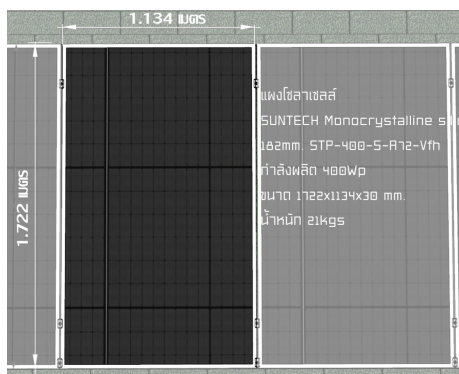 1.134 เมตร
1.722 เมตร
แผงโซลาเซลล์
SUNTECH Monocrystalline
182mm. STP-400-S-A72-Vfh
กำลังผลิต 400Wp
ขนาด 1722x1134x30 mm.
น้ำหนัก 21kgs